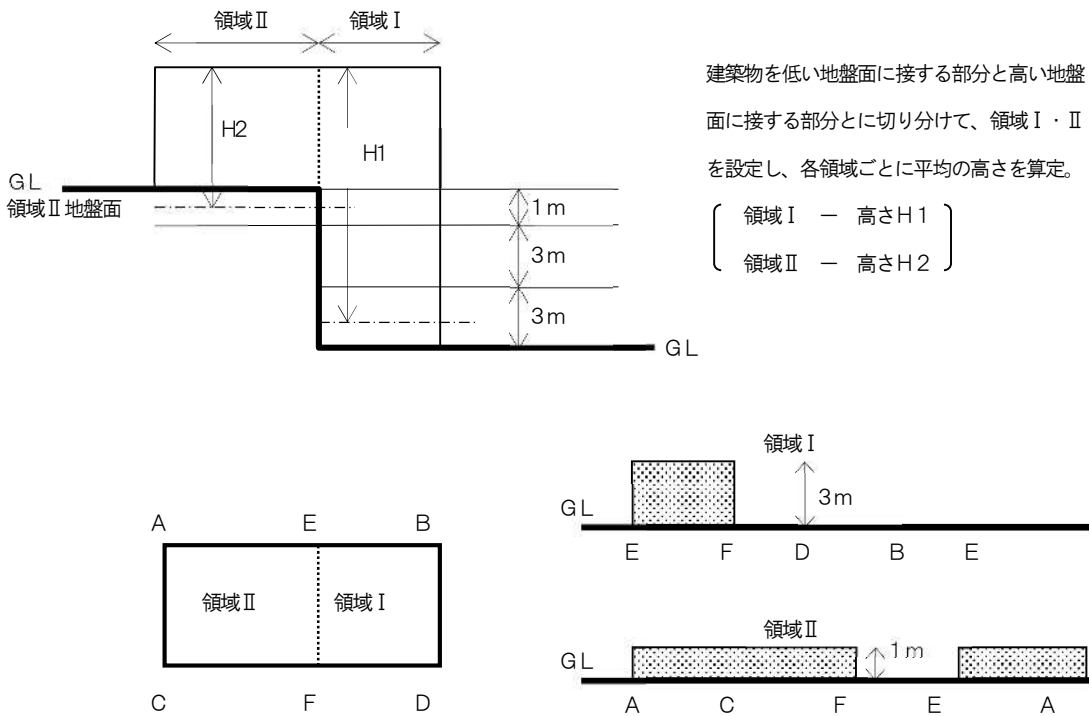 領域Ⅱ 領域Ⅰ
建築物を低い地盤面に接する部分と高い地盤
面に接する部分とに切り分けて、領域Ⅰ・Ⅱ
を設定し、各領域ごとに平均の高さを算定。
領域Ⅰ － 高さＨ１
領域Ⅱ － 高さＨ２
Ｈ２
Ｈ１
ＧＬ
領域Ⅱ地盤面
１ｍ
３ｍ
３ｍ
ＧＬ
領域Ⅰ
３ｍ
ＧＬ
Ｅ Ｆ Ｄ Ｂ Ｅ
Ａ Ｅ Ｂ
領域Ⅱ 領域Ⅰ
Ｃ Ｆ Ｄ
領域Ⅱ
１ｍ
ＧＬ
Ａ Ｃ Ｆ Ｅ Ａ